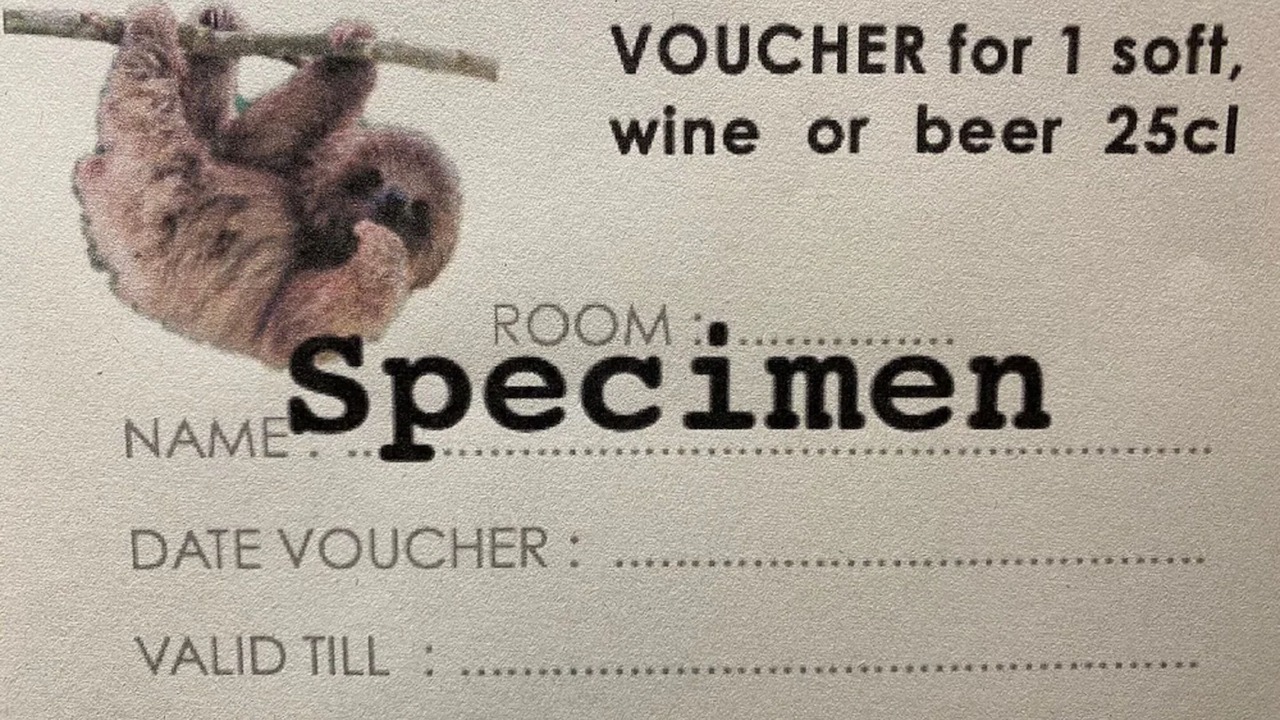 VOUCHER for 1 soft,
wine or beer 25cl
ROOM : ..................
Specimen
NAME : ............................................................
DATE VOUCHER : ..............................................
VALID TILL : ..........................................................